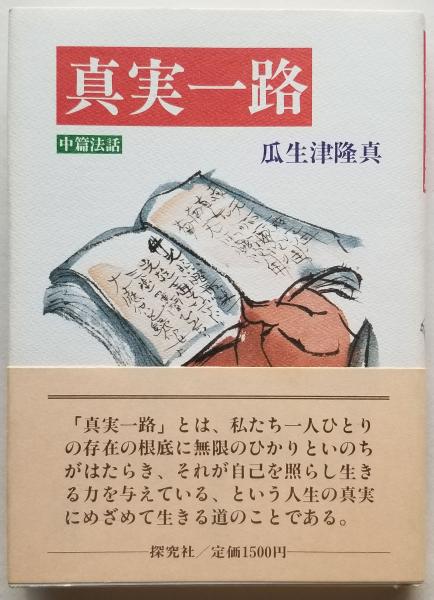 真実一路
中篇法話
瓜生津隆真
「真実一路」とは、私たち一人ひとり
の存在の根底に無限のひかりといのち
がはたらき、それが自己を照らし生き
る力を与えている、という人生の真実
にめざめて生きる道のことである。
探究社／定価1500円